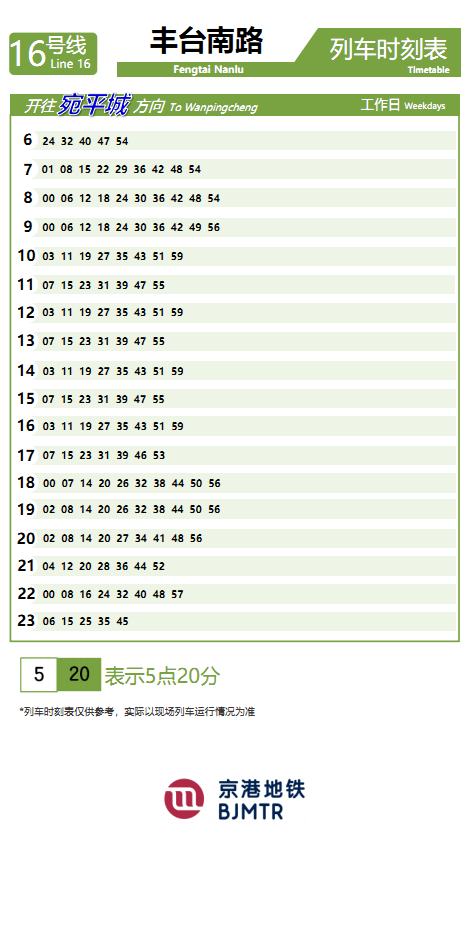 16号线
Line 16
丰台南路
Fengtai Nanlu
列车时刻表
Timetable
开往 宛平城 方向 To Wanpingcheng
工作日 Weekdays
6 24 32 40 47 54
7 01 08 15 22 29 36 42 48 54
8 00 06 12 18 24 30 36 42 48 54
9 00 06 12 18 24 30 36 42 49 56
10 03 11 19 27 35 43 51 59
11 07 15 23 31 39 47 55
12 03 11 19 27 35 43 51 59
13 07 15 23 31 39 47 55
14 03 11 19 27 35 43 51 59
15 07 15 23 31 39 47 55
16 03 11 19 27 35 43 51 59
17 07 15 23 31 39 46 53
18 00 07 14 20 26 32 38 44 50 56
19 02 08 14 20 26 32 38 44 50 56
20 02 08 14 20 27 34 41 48 56
21 04 12 20 28 36 44 52
22 00 08 16 24 32 40 48 57
23 06 15 25 35 45
5 20 表示5点20分
*列车时刻表仅供参考，实际以现场列车运行情况为准
京港地铁
BJMTR